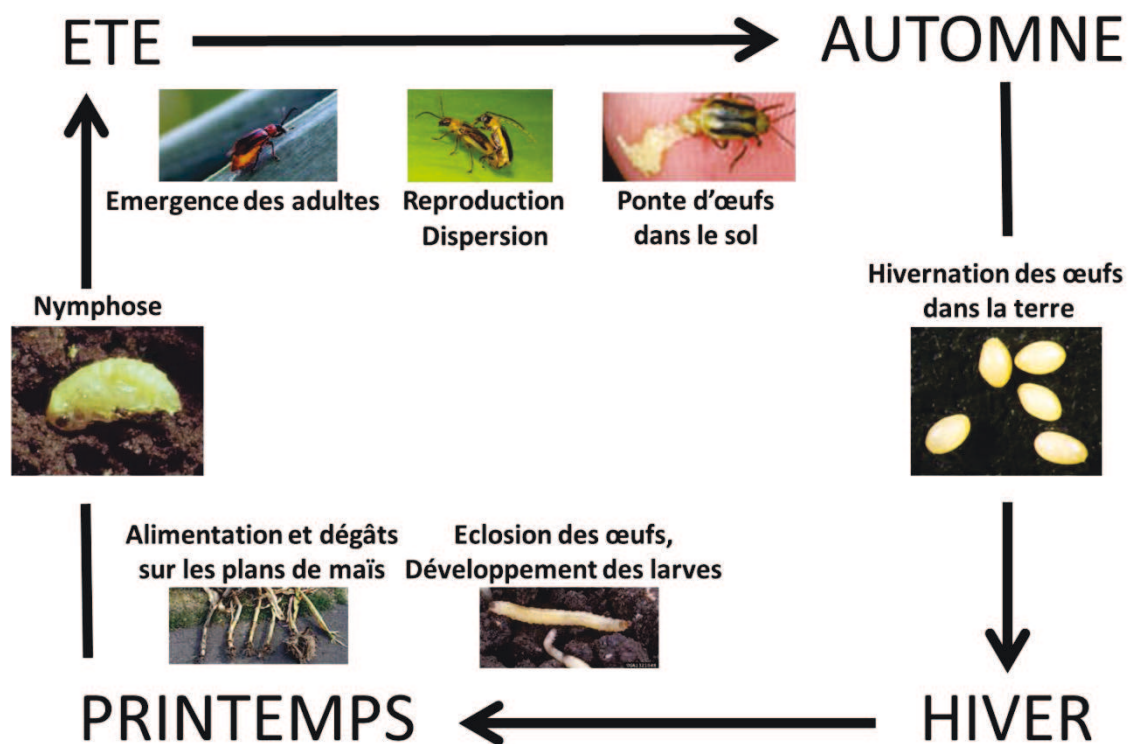 ETE
AUTOMNE
Emergence des adultes
Reproduction
Dispersion
Ponte d'œufs
dans le sol
Nymphose
Hivernation des œufs
dans la terre
Alimentation et dégâts
sur les plans de maïs
Eclosion des œufs,
Développement des larves
PRINTEMPS
HIVER